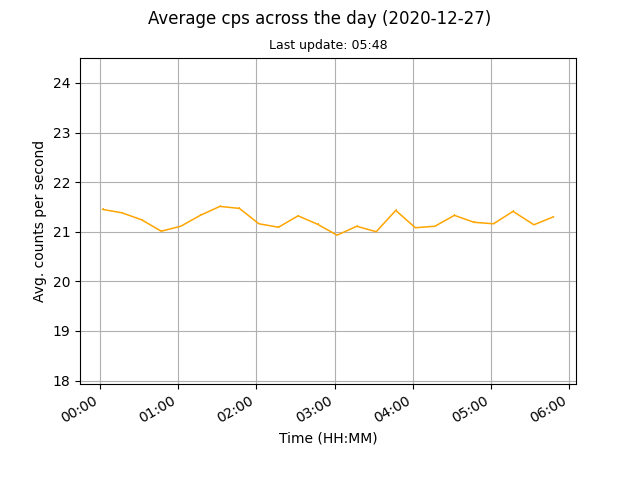 Average cps across the day (2020-12-27)
Last update: 05:48
24
23
22
21
20
19
18
Avg. counts per second
00:00 01:00 02:00 03:00 04:00 05:00 06:00
Time (HH:MM)